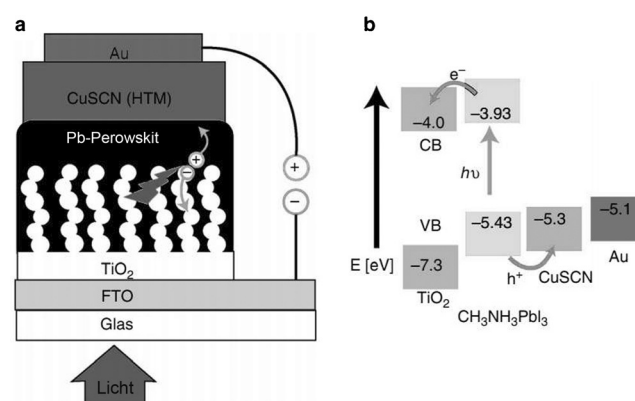 a
Au
CuSCN (HTM)
Pb-Perowskit
+
−
+
−
TiO₂
FTO
Glas
Licht
b
e⁻
−4.0
−3.93
CB
hυ
VB
−5.43
−5.3
−5.1
E [eV]
−7.3
h⁺
CuSCN
Au
TiO₂
CH₃NH₃PbI₃